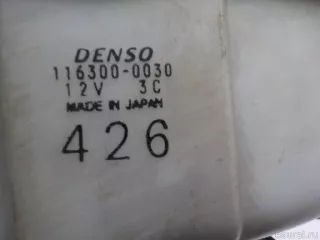 DENSO
116300-0030
12V 3C
MADE IN JAPAN
426